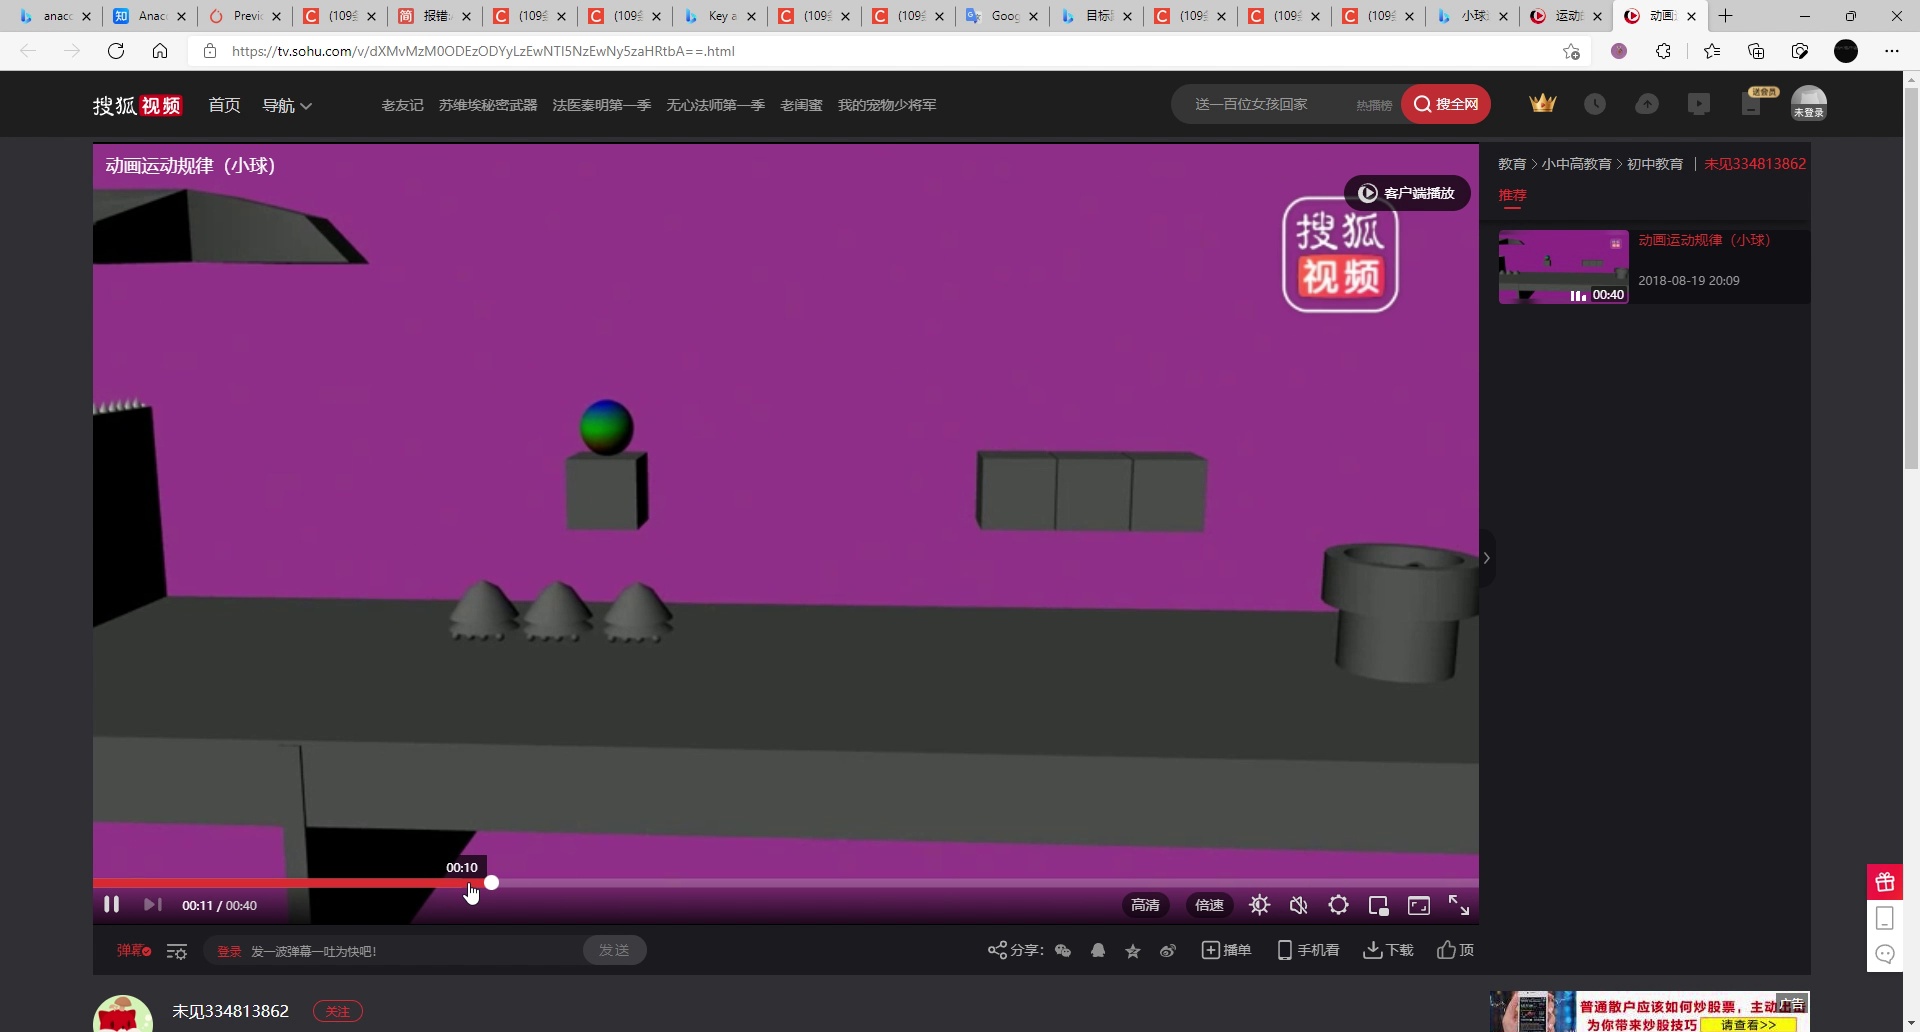 anacc
Anac
Previ
(109
报错
(109
(109
Key a
(109
(109
Goog
目标
(109
(109
(109
小球
运动
动画
https://tv.sohu.com/v/dXMvMzM0ODEzODYyLzEwNTI5NzEwNy5zaHRtbA==.html
搜狐视频 首页 导航 老友记 苏维埃秘密武器 法医秦明第一季 无心法师第一季 老闺蜜 我的宠物少将军 送一百位女孩回家 热播榜 搜全网 送会员 未登录
动画运动规律（小球）
客户端播放
搜狐
视频
教育 > 小中高教育 > 初中教育 | 未见334813862
推荐
动画运动规律（小球）
2018-08-19 20:09
00:40
00:10
00:11 / 00:40
高清 倍速
弹幕 登录 发一波弹幕一吐为快吧! 发送 分享: 播单 手机看 下载 顶
未见334813862 关注
广告
普通散户应该如何炒股票，主动出
为你带来炒股技巧 请查看>>